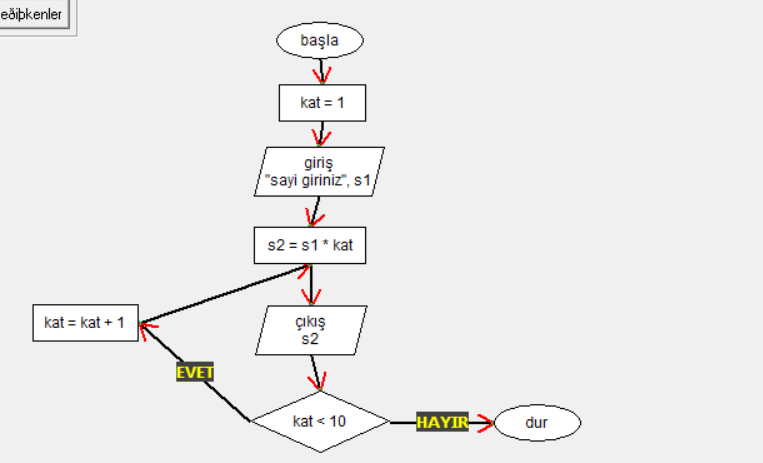 eðiþkenler
başla
kat = 1
giriş
"sayi giriniz", s1
s2 = s1 * kat
kat = kat + 1
çıkış
s2
EVET
kat < 10
HAYIR
dur